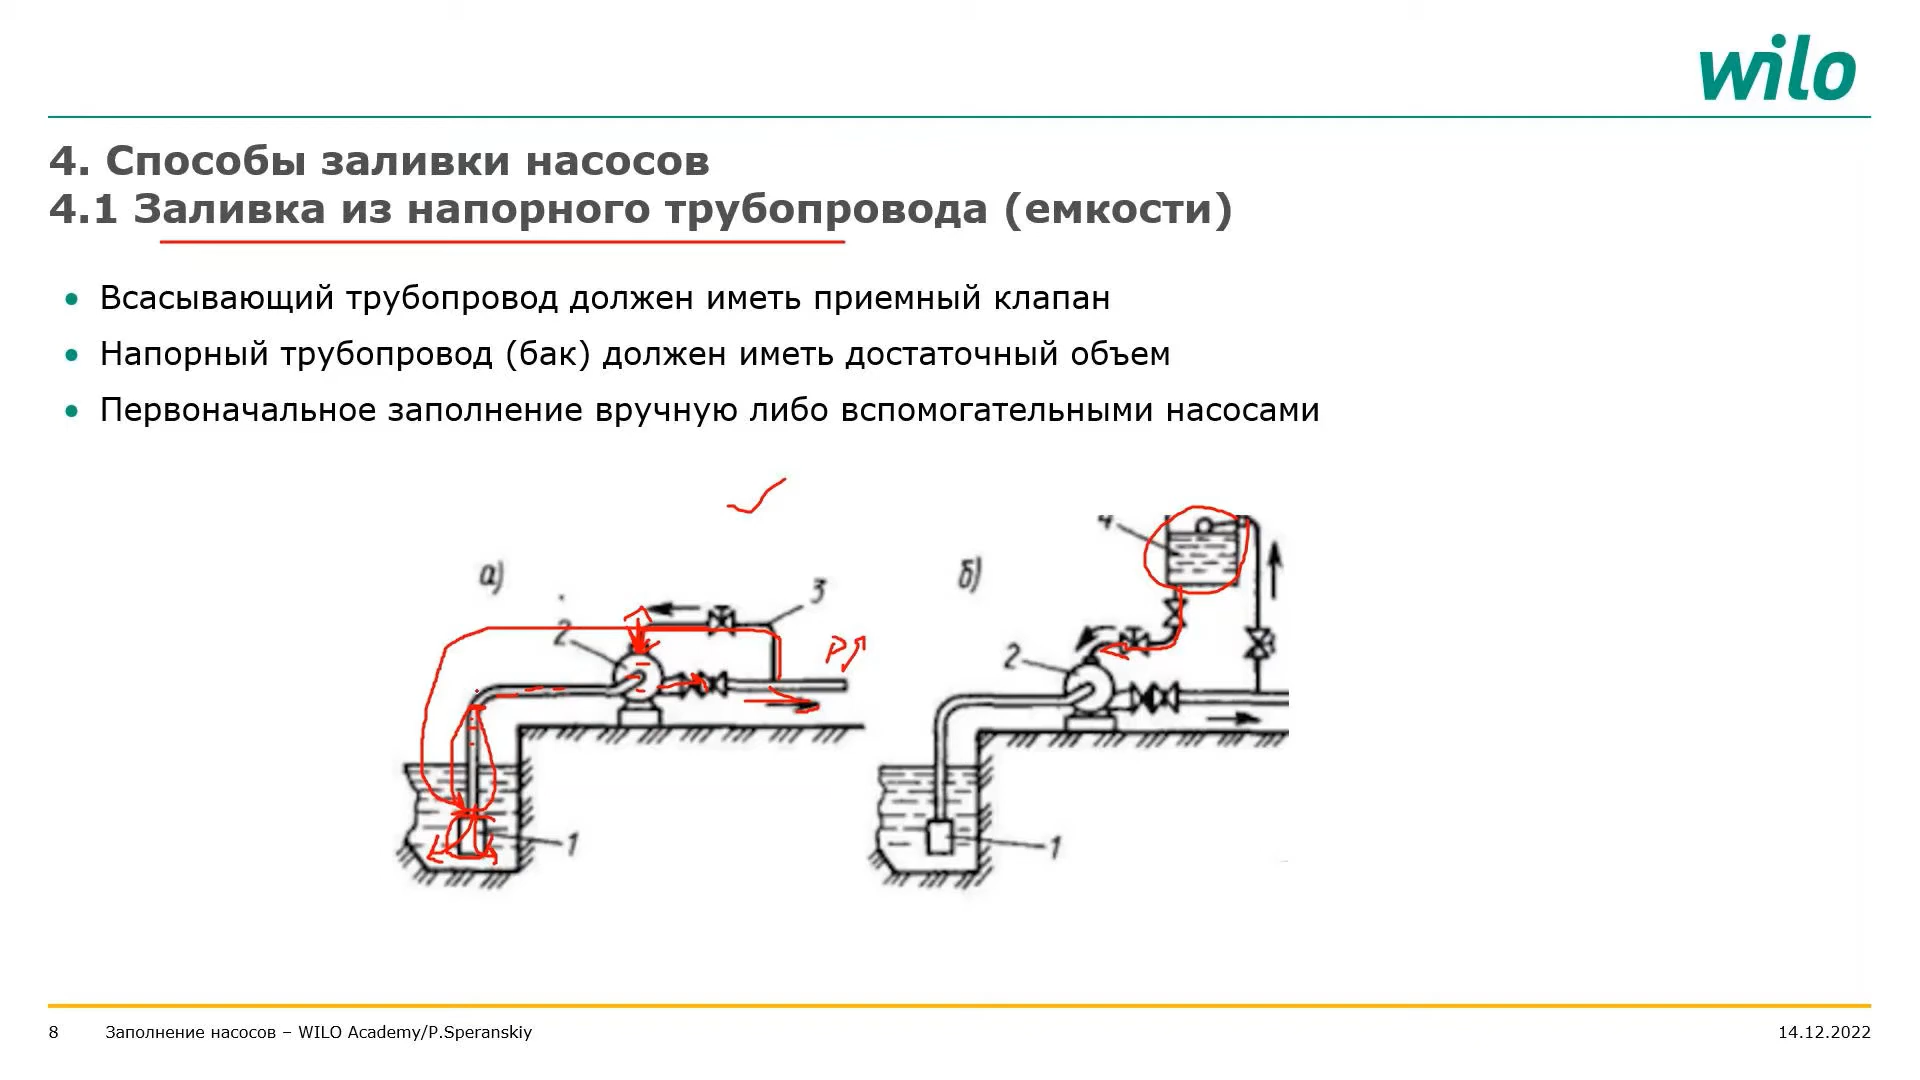 wilo
4. Способы заливки насосов
4.1 Заливка из напорного трубопровода (емкости)
• Всасывающий трубопровод должен иметь приемный клапан
• Напорный трубопровод (бак) должен иметь достаточный объем
• Первоначальное заполнение вручную либо вспомогательными насосами
4
а)
3
б)
2
P
2
1
1
8
Заполнение насосов – WILO Academy/P.Speranskiy
14.12.2022